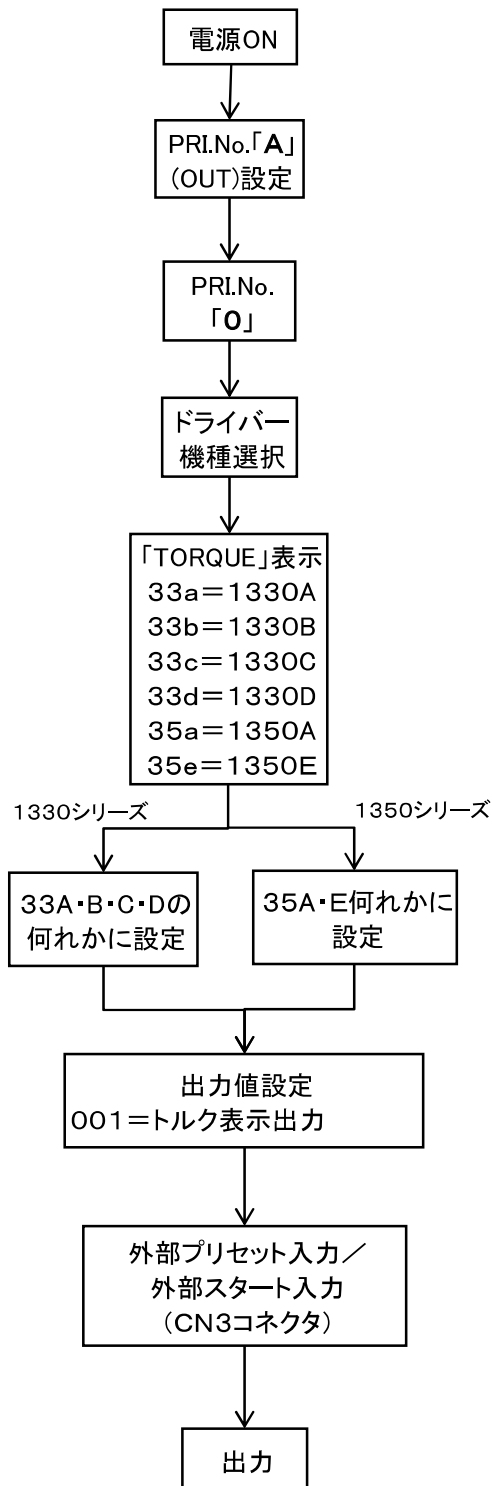 電源ON
PRI.No.「A」
(OUT)設定
PRI.No.
「0」
ドライバー
機種選択
「TORQUE」表示
33a＝1330A
33b＝1330B
33c＝1330C
33d＝1330D
35a＝1350A
35e＝1350E
1330シリーズ
1350シリーズ
33A・B・C・Dの
何れかに設定
35A・E何れかに
設定
出力値設定
001＝トルク表示出力
外部プリセット入力／
外部スタート入力
(CN3コネクタ)
出力